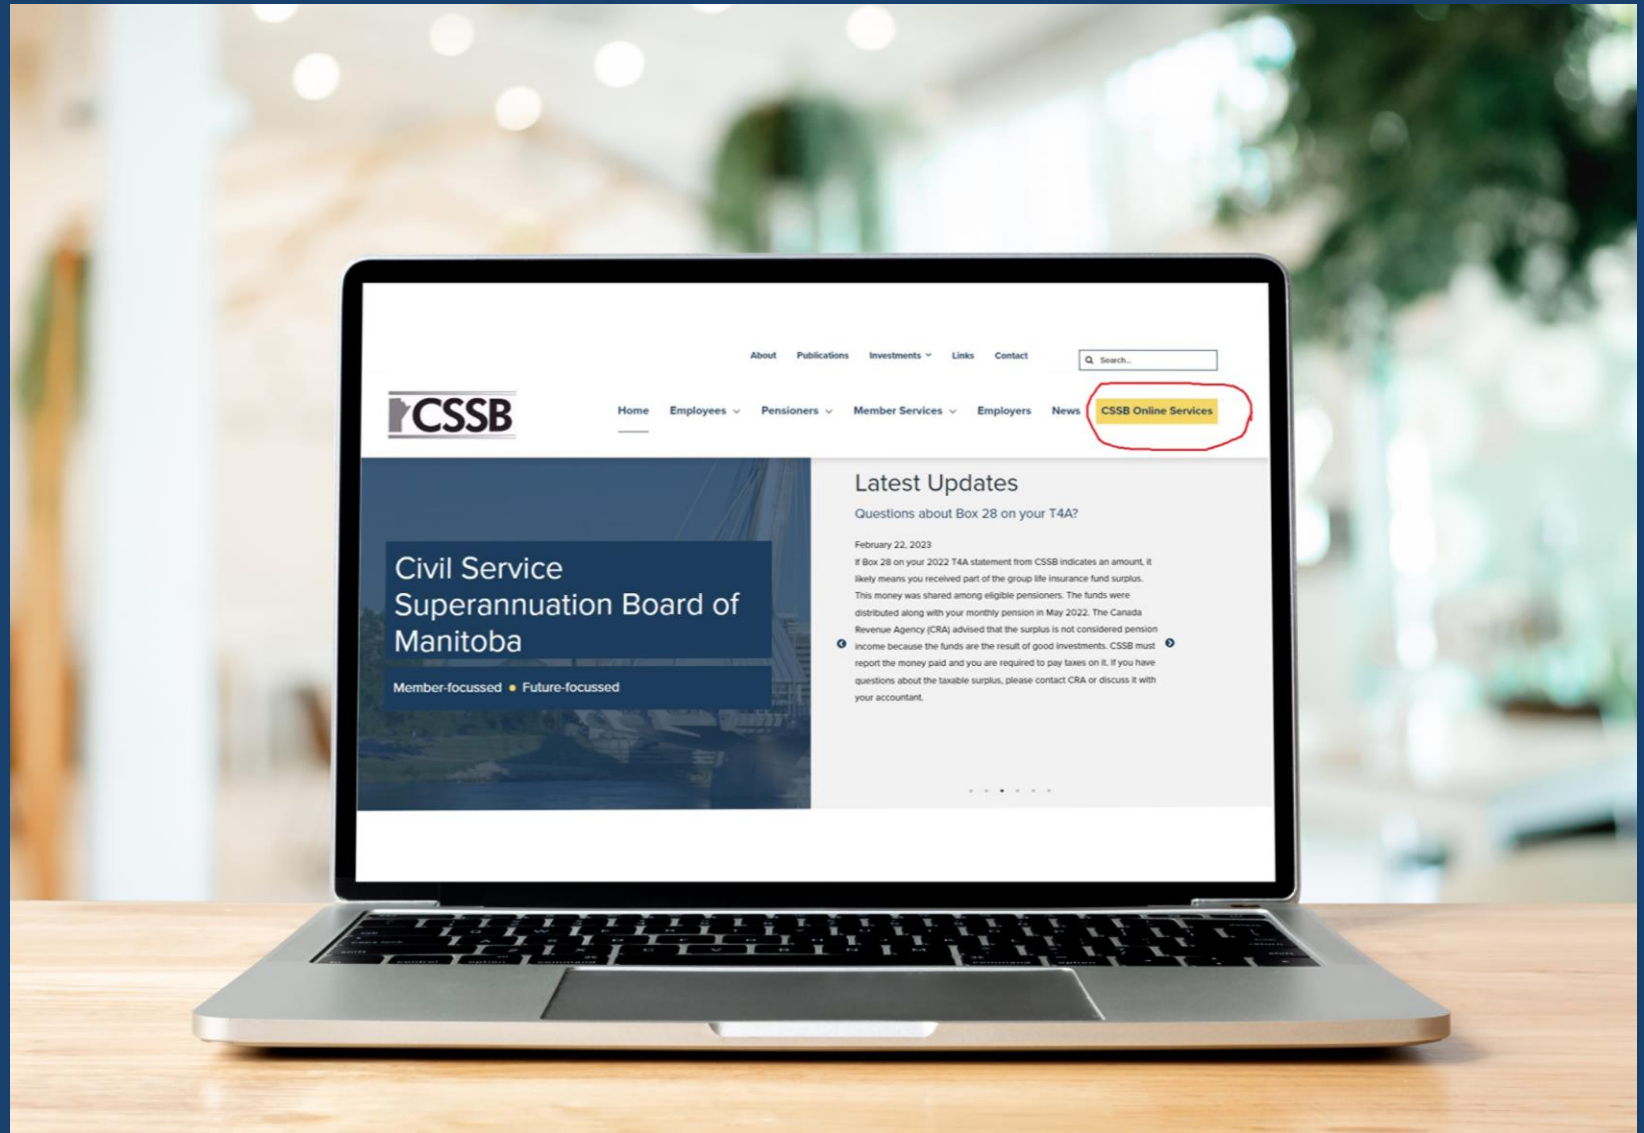 About Publications Investments Links Contact
Search...
CSSB
Home Employees Pensioners Member Services Employers News CSSB Online Services
Civil Service
Superannuation Board of
Manitoba
Member-focussed • Future-focussed
Latest Updates
Questions about Box 28 on your T4A?
February 22, 2023
If Box 28 on your 2022 T4A statement from CSSB indicates an amount, it
likely means you received part of the group life insurance fund surplus.
This money was shared among eligible pensioners. The funds were
distributed along with your monthly pension in May 2022. The Canada
Revenue Agency (CRA) advised that the surplus is not considered pension
income because the funds are the result of good investments. CSSB must
report the money paid and you are required to pay taxes on it. If you have
questions about the taxable surplus, please contact CRA or discuss it with
your accountant.
control option command command option